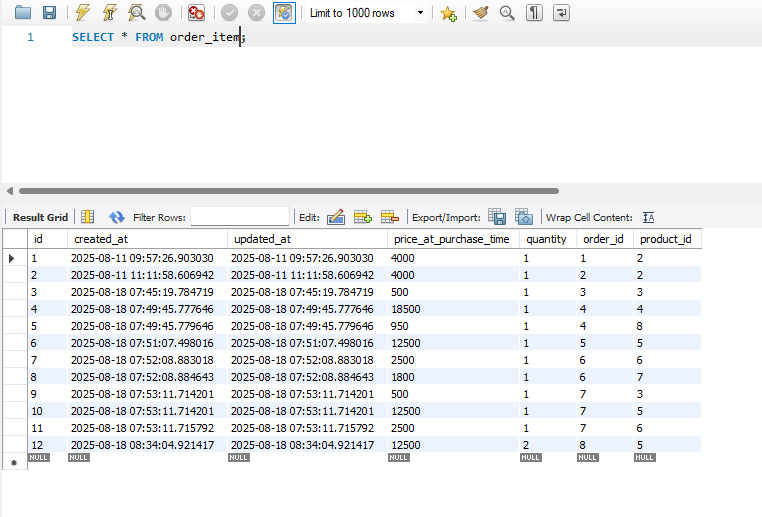 Limit to 1000 rows
1 SELECT * FROM order_item;
Result Grid Filter Rows: Edit: Export/Import: Wrap Cell Content: IA
id created_at updated_at price_at_purchase_time quantity order_id product_id
1 2025-08-11 09:57:26.903030 2025-08-11 09:57:26.903030 4000 1 1 2
2 2025-08-11 11:11:58.606942 2025-08-11 11:11:58.606942 4000 1 2 2
3 2025-08-18 07:45:19.784719 2025-08-18 07:45:19.784719 500 1 3 3
4 2025-08-18 07:49:45.777646 2025-08-18 07:49:45.777646 18500 1 4 4
5 2025-08-18 07:49:45.779646 2025-08-18 07:49:45.779646 950 1 4 8
6 2025-08-18 07:51:07.498016 2025-08-18 07:51:07.498016 12500 1 5 5
7 2025-08-18 07:52:08.883018 2025-08-18 07:52:08.883018 2500 1 6 6
8 2025-08-18 07:52:08.884643 2025-08-18 07:52:08.884643 1800 1 6 7
9 2025-08-18 07:53:11.714201 2025-08-18 07:53:11.714201 500 1 7 3
10 2025-08-18 07:53:11.714201 2025-08-18 07:53:11.714201 12500 1 7 5
11 2025-08-18 07:53:11.715792 2025-08-18 07:53:11.715792 2500 1 7 6
12 2025-08-18 08:34:04.921417 2025-08-18 08:34:04.921417 12500 2 8 5
NULL NULL NULL NULL NULL NULL NULL